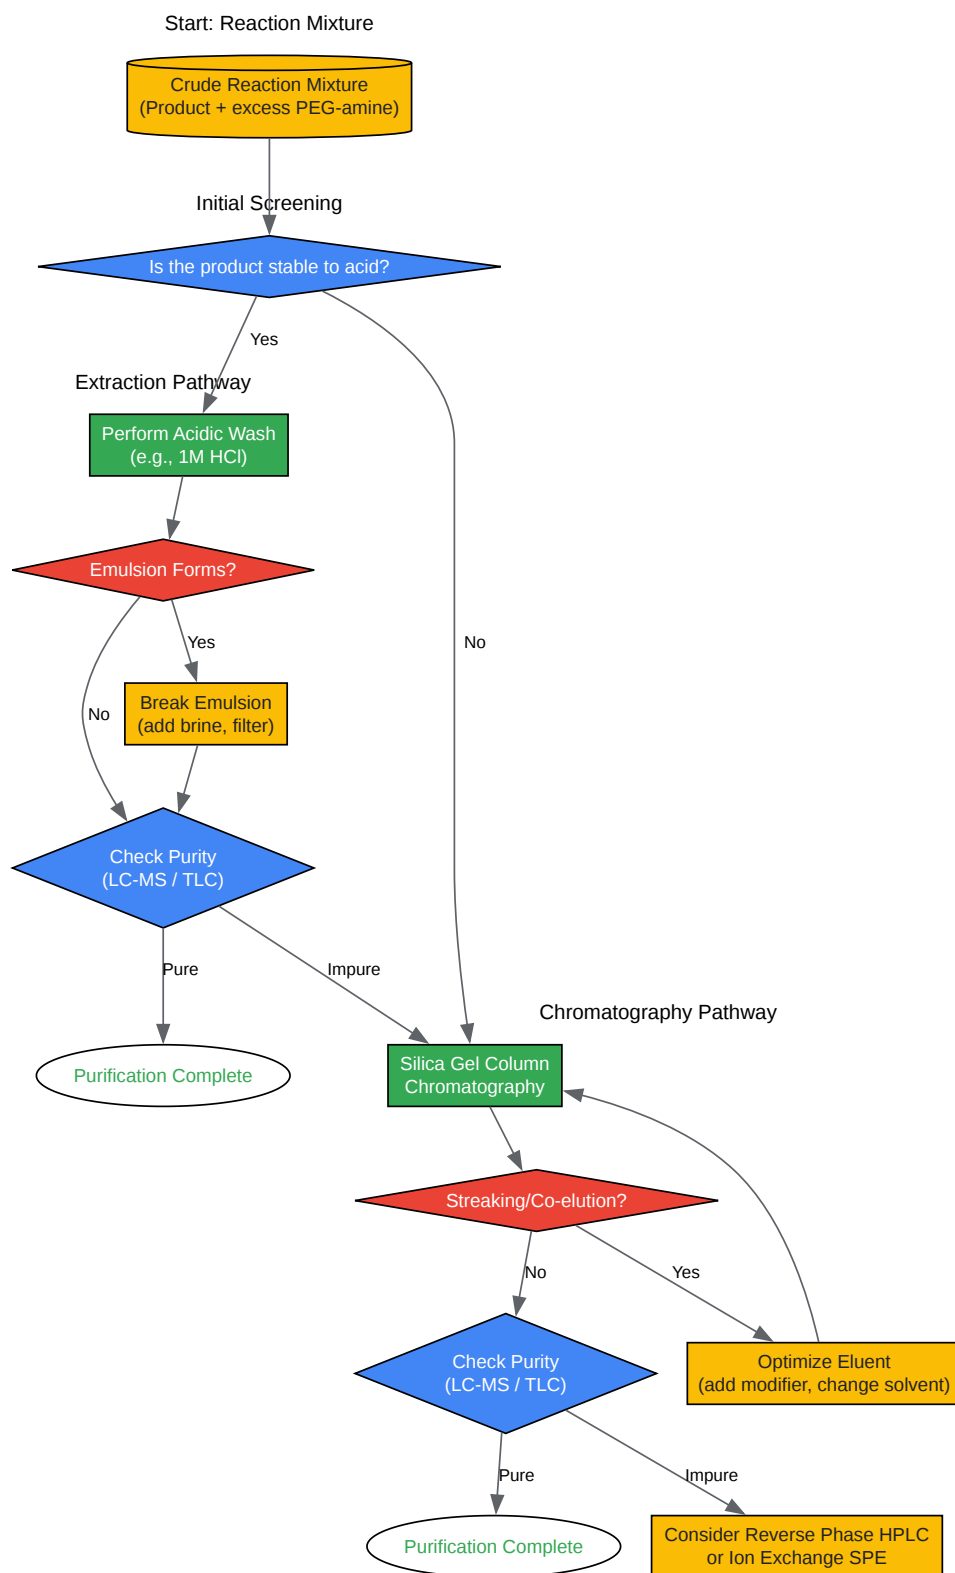 Start: Reaction Mixture
Crude Reaction Mixture
(Product + excess PEG-amine)
Initial Screening
Is the product stable to acid?
Yes
Extraction Pathway
Perform Acidic Wash
(e.g., 1M HCl)
Emulsion Forms?
Yes
No
Break Emulsion
(add brine, filter)
No
Check Purity
(LC-MS / TLC)
Pure
Impure
Chromatography Pathway
Purification Complete
Silica Gel Column
Chromatography
Streaking/Co-elution?
No
Yes
Check Purity
(LC-MS / TLC)
Optimize Eluent
(add modifier, change solvent)
Pure
Impure
Purification Complete
Consider Reverse Phase HPLC
or Ion Exchange SPE